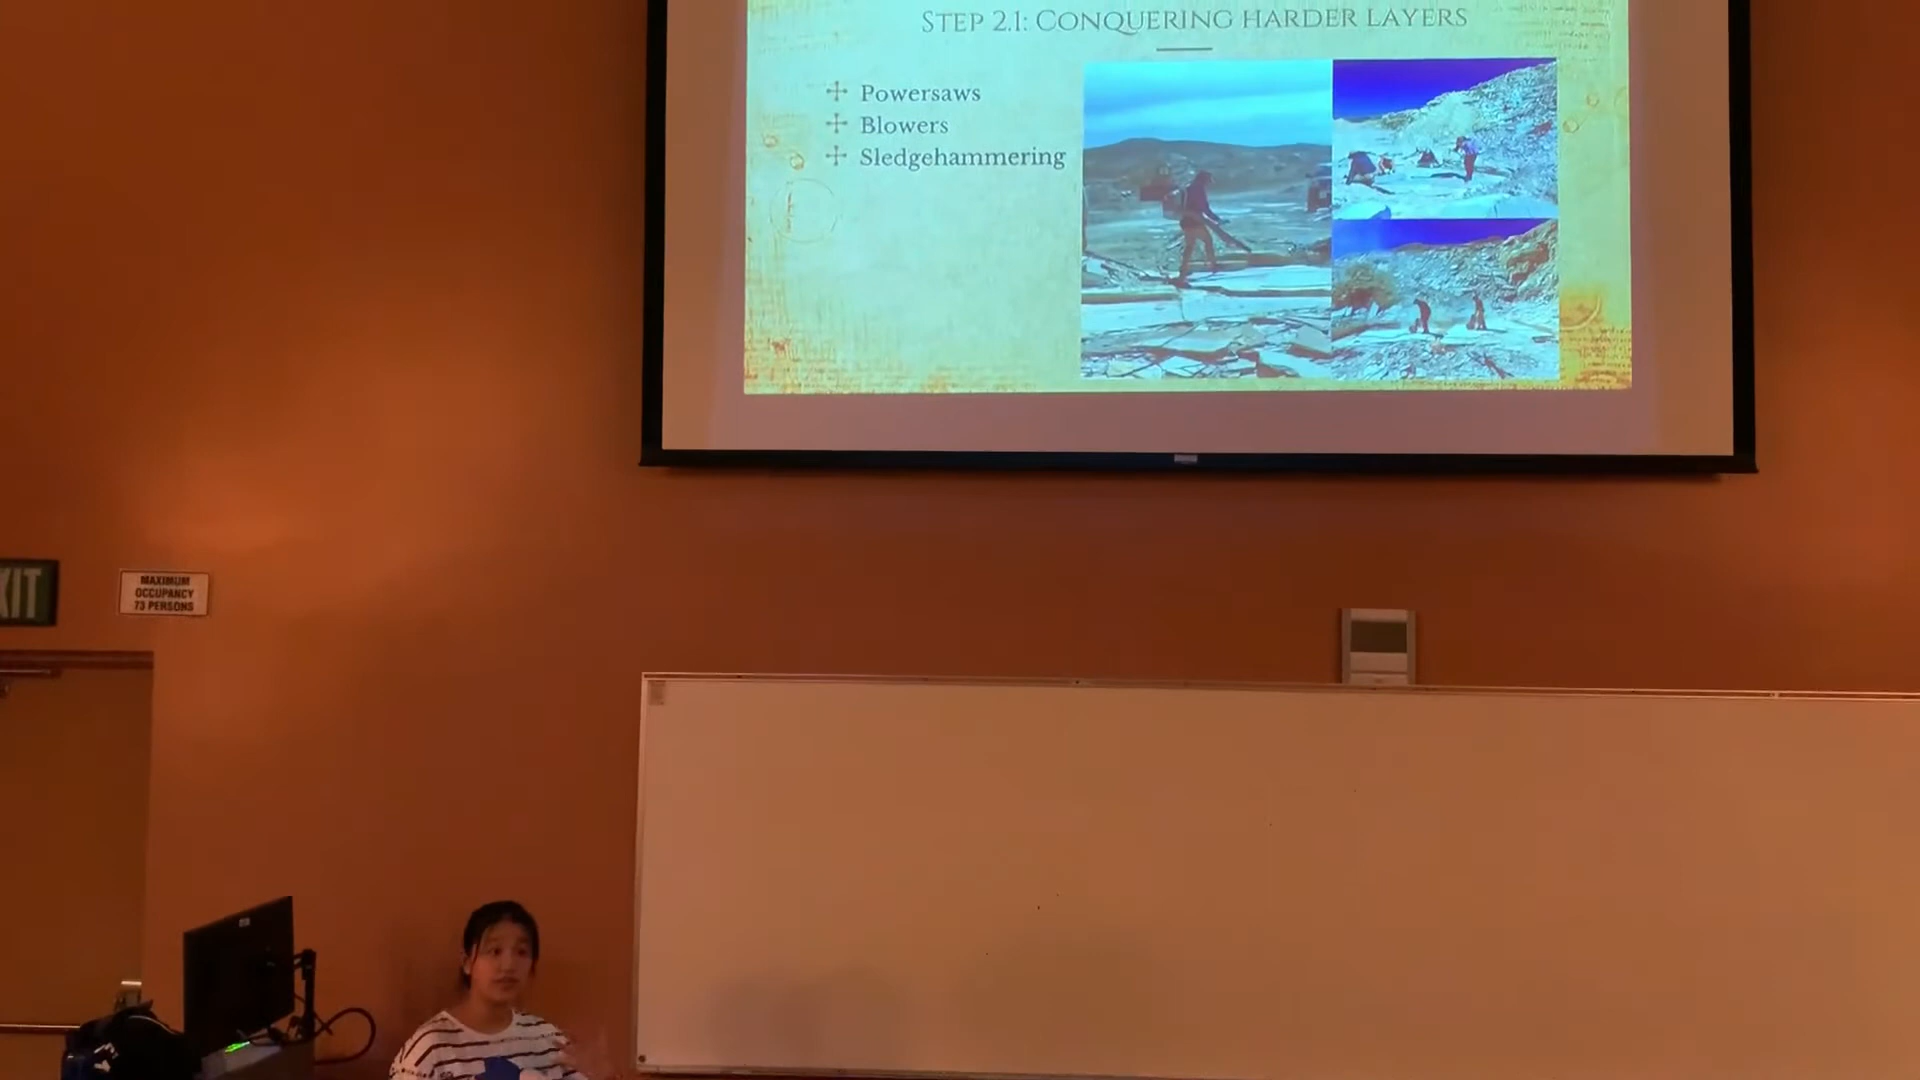 STEP 2.1: CONQUERING HARDER LAYERS
Powersaws
Blowers
Sledgehammering
XIT
MAXIMUM
OCCUPANCY
73 PERSONS